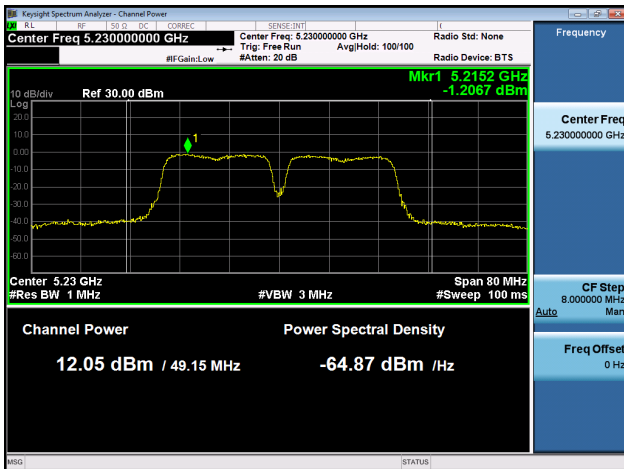 Keysight Spectrum Analyzer - Channel Power
RL RF 50 Ω DC CORREC SENSE:INT
Center Freq 5.230000000 GHz
#IFGain:Low
Center Freq: 5.230000000 GHz
Trig: Free Run Avg|Hold: 100/100
#Atten: 20 dB
Radio Std: None
Radio Device: BTS
Mkr1 5.2152 GHz
-1.2067 dBm
10 dB/div Ref 30.00 dBm
Log
20.0
10.0
0.00
-10.0
-20.0
-30.0
-40.0
-50.0
-60.0
1
Center 5.23 GHz Span 80 MHz
#Res BW 1 MHz #VBW 3 MHz #Sweep 100 ms
Channel Power Power Spectral Density
12.05 dBm / 49.15 MHz -64.87 dBm /Hz
Frequency
Center Freq
5.230000000 GHz
CF Step
8.000000 MHz
Auto Man
Freq Offset
0 Hz
MSG STATUS